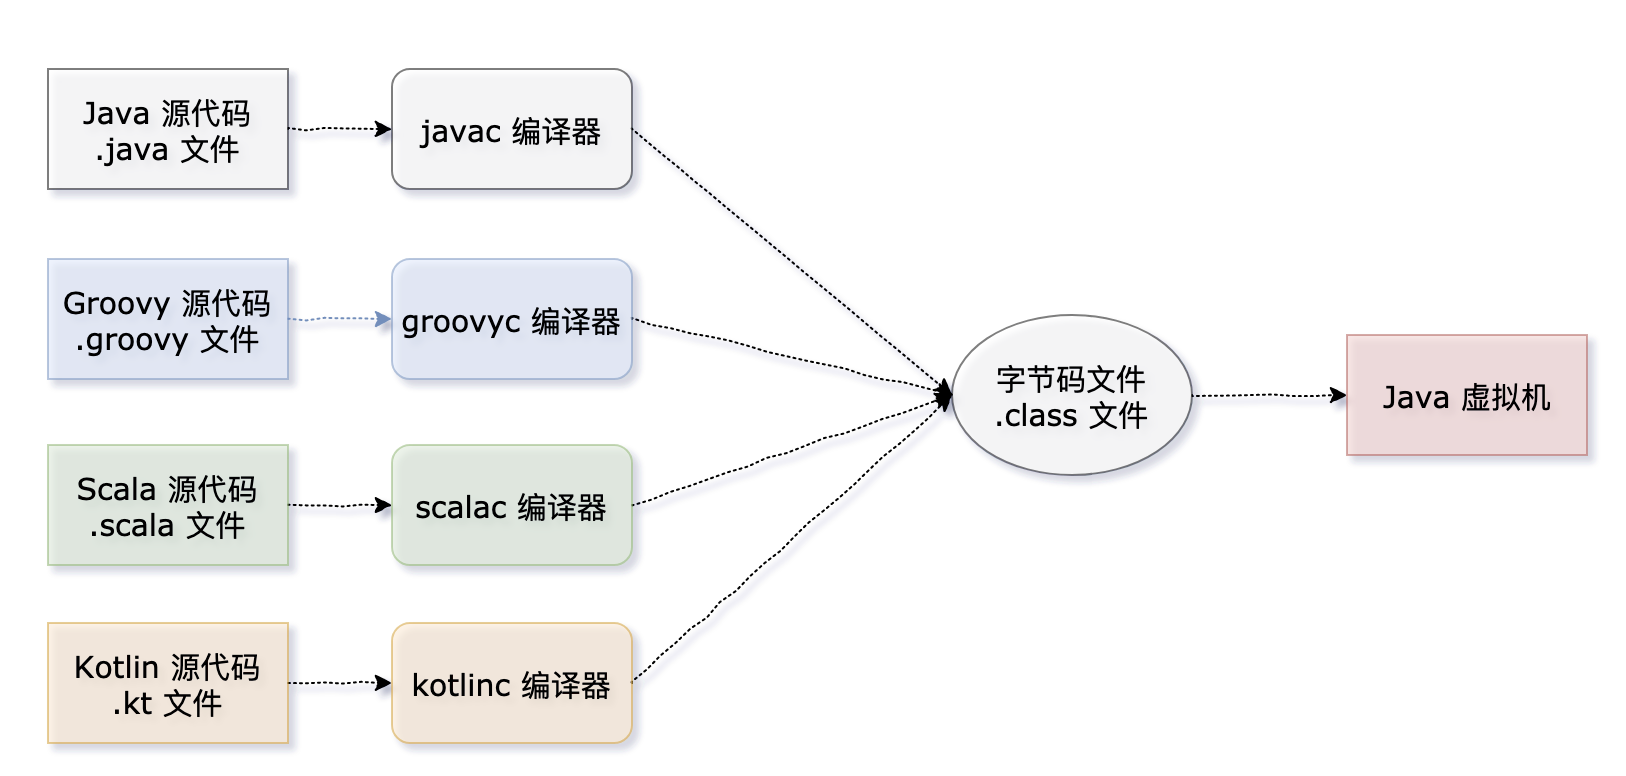 Java 源代码
.java 文件
javac 编译器
Groovy 源代码
.groovy 文件
groovyc 编译器
Scala 源代码
.scala 文件
scalac 编译器
Kotlin 源代码
.kt 文件
kotlinc 编译器
字节码文件
.class 文件
Java 虚拟机